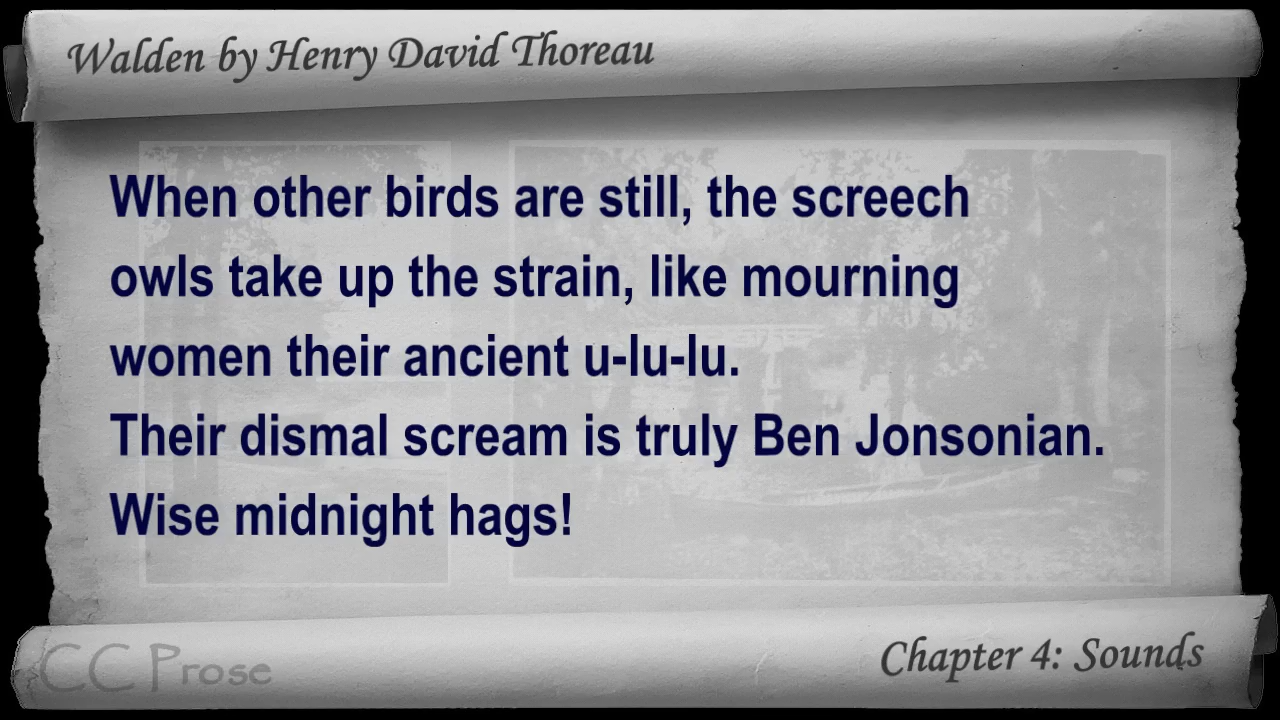 Walden by Henry David Thoreau
When other birds are still, the screech
owls take up the strain, like mourning
women their ancient u-lu-lu.
Their dismal scream is truly Ben Jonsonian.
Wise midnight hags!
CC Prose
Chapter 4: Sounds